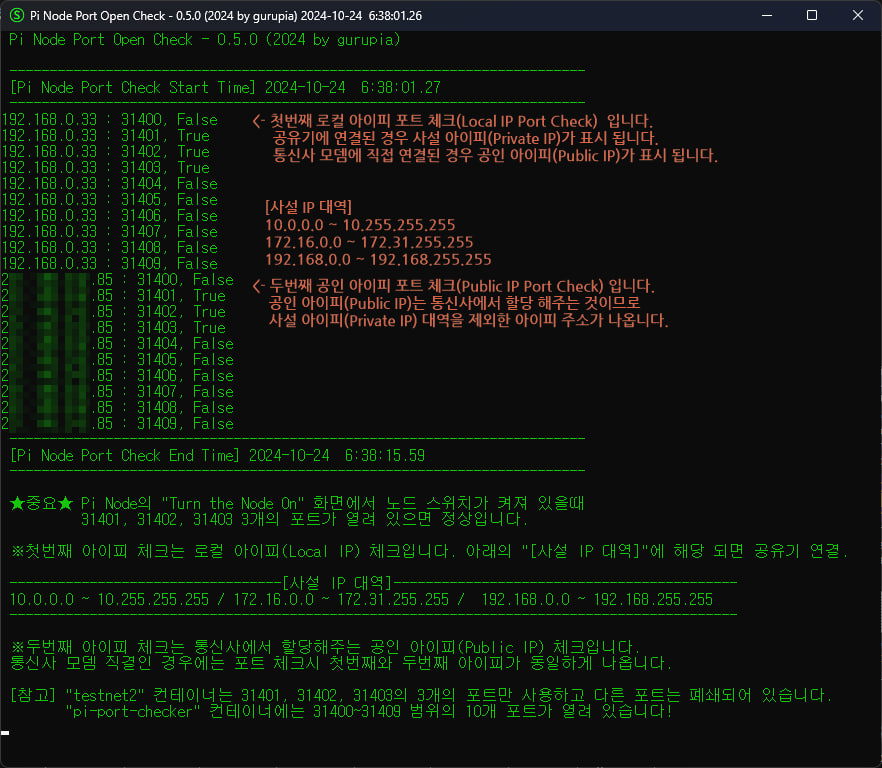 Pi Node Port Open Check - 0.5.0 (2024 by gurupia) 2024-10-24  6:38:01.26
Pi Node Port Open Check - 0.5.0 (2024 by gurupia)
------------------------------------------------------------------------
[Pi Node Port Check Start Time] 2024-10-24  6:38:01.27
------------------------------------------------------------------------
192.168.0.33 : 31400, False
<- 첫번째 로컬 아이피 포트 체크(Local IP Port Check)  입니다.
192.168.0.33 : 31401, True
공유기에 연결된 경우 사설 아이피(Private IP)가 표시 됩니다.
192.168.0.33 : 31402, True
통신사 모뎀에 직접 연결된 경우 공인 아이피(Public IP)가 표시 됩니다.
192.168.0.33 : 31403, True
192.168.0.33 : 31404, False
192.168.0.33 : 31405, False
192.168.0.33 : 31406, False
192.168.0.33 : 31407, False
192.168.0.33 : 31408, False
192.168.0.33 : 31409, False
[사설 IP 대역]
10.0.0.0 ~ 10.255.255.255
172.16.0.0 ~ 172.31.255.255
192.168.0.0 ~ 192.168.255.255
2 .85 : 31400, False
<- 두번째 공인 아이피 포트 체크(Public IP Port Check) 입니다.
2 .85 : 31401, True
공인 아이피(Public IP)는 통신사에서 할당 해주는 것이므로
2 .85 : 31402, True
사설 아이피(Private IP) 대역을 제외한 아이피 주소가 나옵니다.
2 .85 : 31403, True
2 .85 : 31404, False
2 .85 : 31405, False
2 .85 : 31406, False
2 .85 : 31407, False
2 .85 : 31408, False
2 .85 : 31409, False
------------------------------------------------------------------------
[Pi Node Port Check End Time] 2024-10-24  6:38:15.59
------------------------------------------------------------------------
★중요★ Pi Node의 "Turn the Node On" 화면에서 노드 스위치가 켜져 있을때
31401, 31402, 31403 3개의 포트가 열려 있으면 정상입니다.
※첫번째 아이피 체크는 로컬 아이피(Local IP) 체크입니다. 아래의 "[사설 IP 대역]"에 해당 되면 공유기 연결.
----------------------------------[사설 IP 대역]-------------------------------------------
10.0.0.0 ~ 10.255.255.255 / 172.16.0.0 ~ 172.31.255.255 /  192.168.0.0 ~ 192.168.255.255
-------------------------------------------------------------------------------------------
※두번째 아이피 체크는 통신사에서 할당해주는 공인 아이피(Public IP) 체크입니다.
통신사 모뎀 직결인 경우에는 포트 체크시 첫번째와 두번째 아이피가 동일하게 나옵니다.
[참고] "testnet2" 컨테이너는 31401, 31402, 31403의 3개의 포트만 사용하고 다른 포트는 폐쇄되어 있습니다.
"pi-port-checker" 컨테이너에는 31400~31409 범위의 10개 포트가 열려 있습니다!